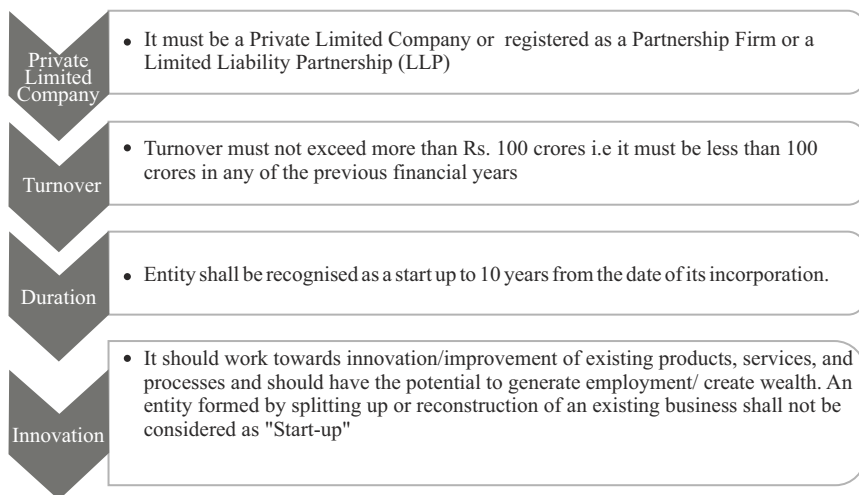 Private
Limited
Company
• It must be a Private Limited Company or registered as a Partnership Firm or a
Limited Liability Partnership (LLP)
Turnover
• Turnover must not exceed more than Rs. 100 crores i.e it must be less than 100
crores in any of the previous financial years
Duration
• Entity shall be recognised as a start up to 10 years from the date of its incorporation.
Innovation
• It should work towards innovation/improvement of existing products, services, and
processes and should have the potential to generate employment/ create wealth. An
entity formed by splitting up or reconstruction of an existing business shall not be
considered as "Start-up"